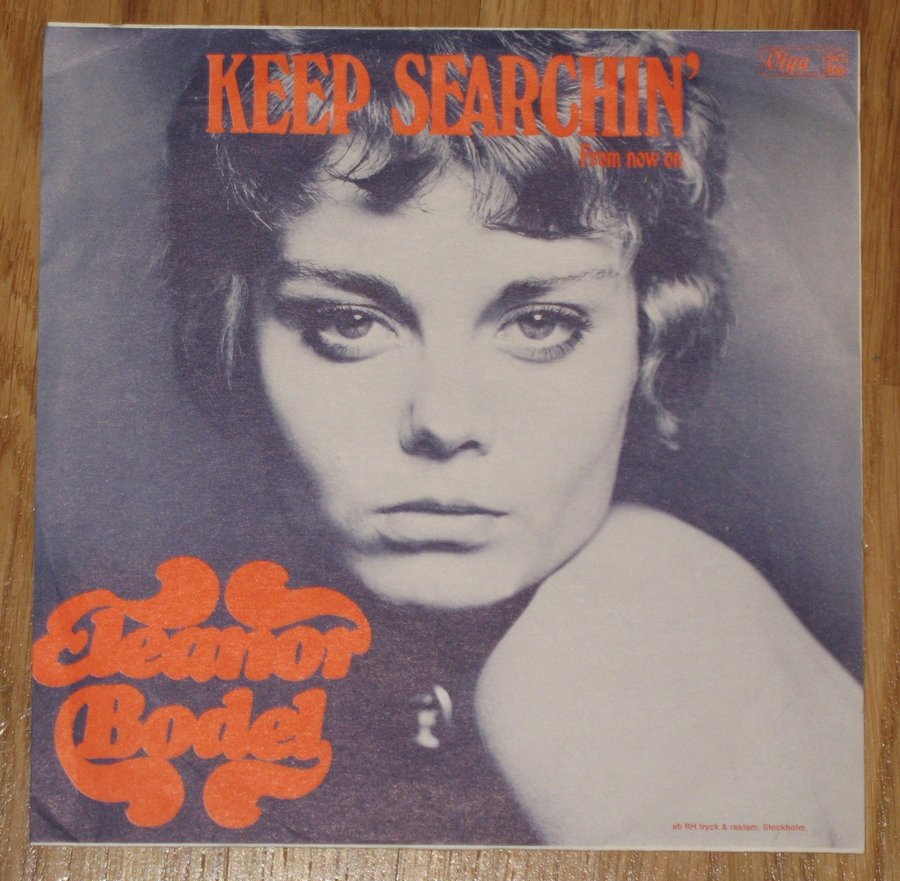 KEEP SEARCHIN'
From now on
Olga
Eleanor
Bodel
ab RH tryck & reklam, Stockholm